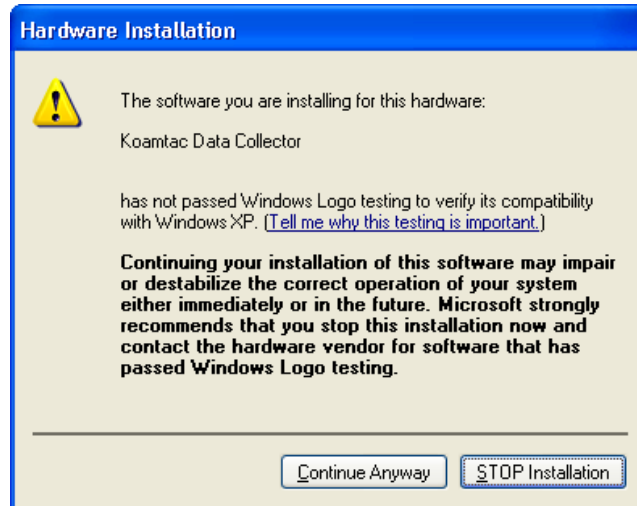 Hardware Installation
The software you are installing for this hardware:
Koamtac Data Collector
has not passed Windows Logo testing to verify its compatibility
with Windows XP. (Tell me why this testing is important.)
Continuing your installation of this software may impair
or destabilize the correct operation of your system
either immediately or in the future. Microsoft strongly
recommends that you stop this installation now and
contact the hardware vendor for software that has
passed Windows Logo testing.
Continue Anyway
STOP Installation